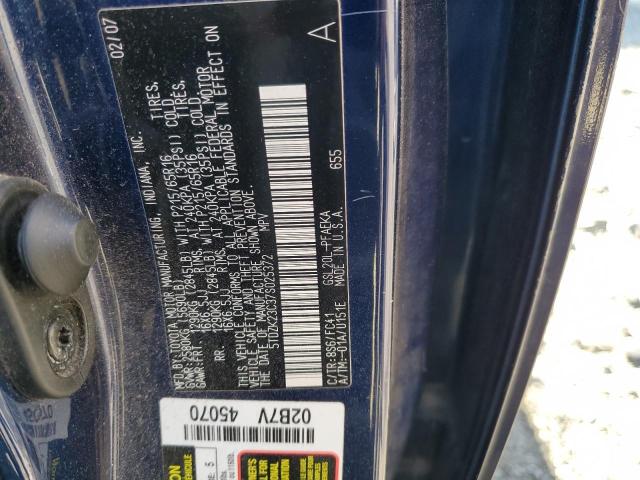 MFD.BY:TOYOTA MOTOR MANUFACTURING, INDIANA, INC. 02/07
GVWR:2580KG( 5690LB)
GAWR:FRT. 1290KG( 2845LB) WITH P215/65R16 TIRES,
16X6.5JJ RIMS, AT 240KPA (35PSI) COLD
RR. 1290KG( 2845LB) WITH P215/65R16 TIRES,
16X6.5JJ RIMS, AT 240KPA (35PSI) COLD
THIS VEHICLE CONFORMS TO ALL APPLICABLE FEDERAL MOTOR
VEHICLE SAFETY AND THEFT PREVENTION STANDARDS IN EFFECT ON
THE DATE OF MANUFACTURE SHOWN ABOVE.
5TDZK23C37S025372 MPV A
655
C/TR:8S6/FC41 GSL20L-PFAEKA
A/TM:-01A/U151E MADE IN U.S.A.
02B7V 45070